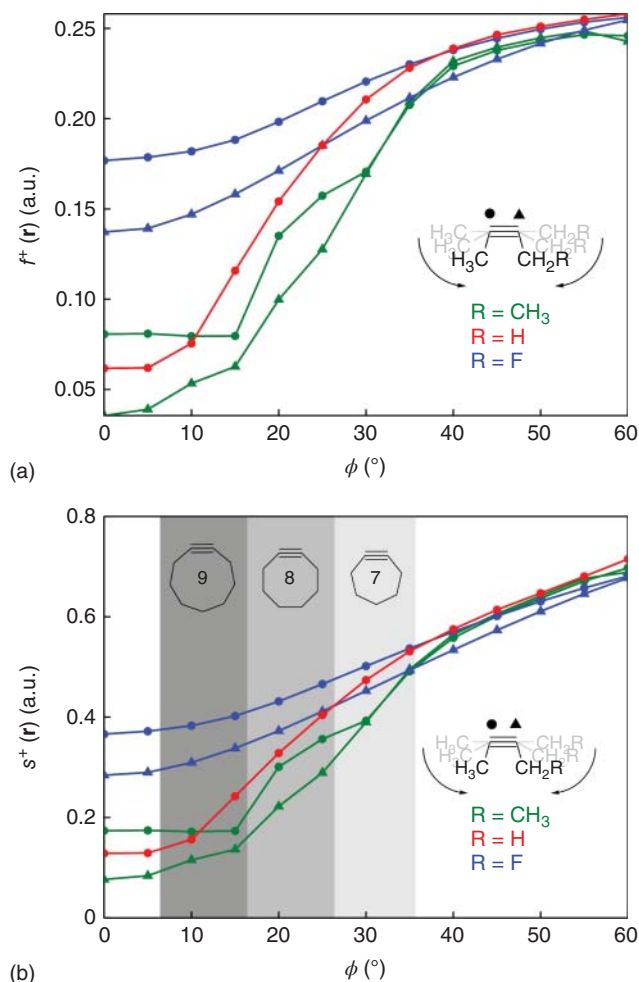 0.25
0.20
0.15
0.10
0.05
f⁺ (r) (a.u.)
H₃C CH₂R
H₃C CH₂R
H₃C CH₂R
R = CH₃
R = H
R = F
0 10 20 30 40 50 60
(a)
ϕ (°)
0.8
0.6
0.4
0.2
0
s⁺ (r) (a.u.)
9 8 7
H₃C CH₂R
H₃C CH₂R
H₃C CH₂R
R = CH₃
R = H
R = F
0 10 20 30 40 50 60
(b)
ϕ (°)